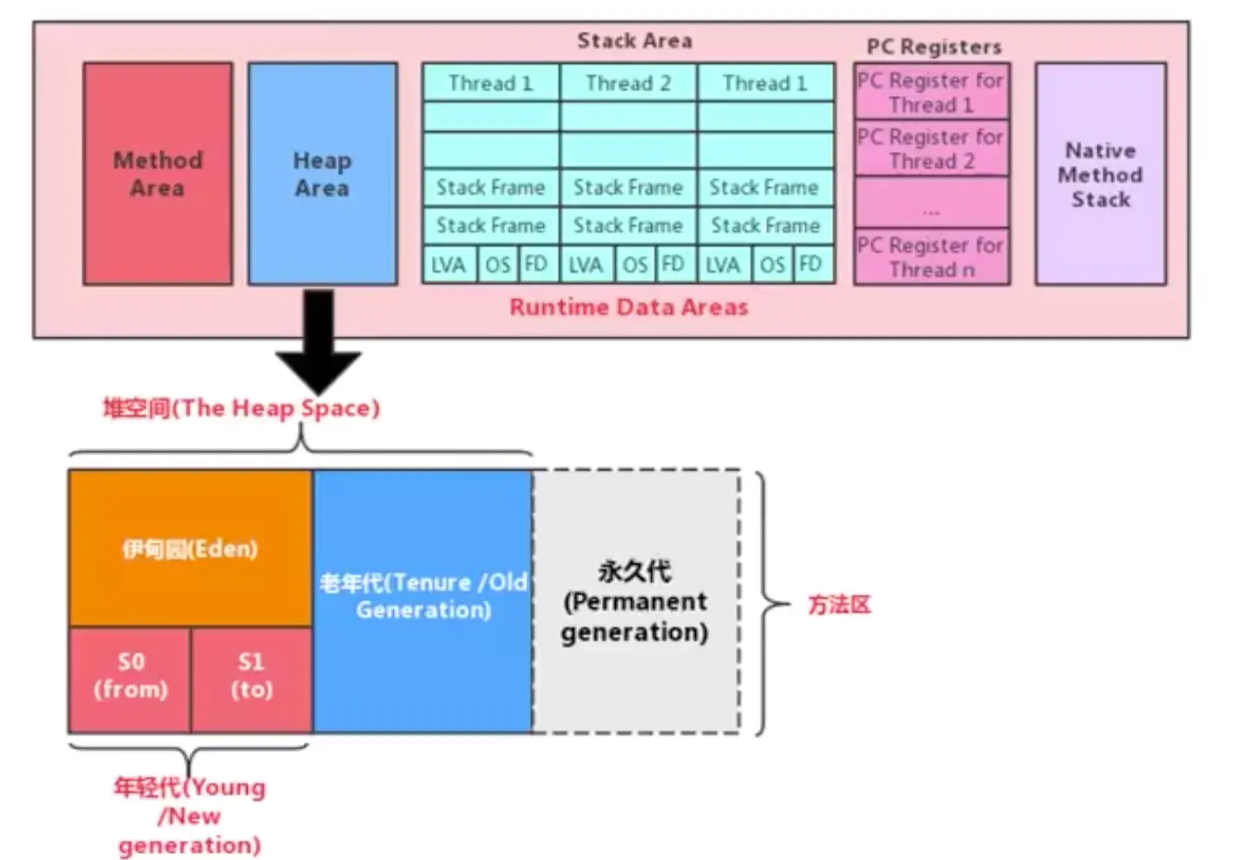 Stack Area
PC Registers
Method
Area
Heap
Area
Thread 1
Thread 2
Thread 1
Stack Frame
Stack Frame
Stack Frame
Stack Frame
Stack Frame
Stack Frame
LVA
OS
FD
LVA
OS
FD
LVA
OS
FD
PC Register for
Thread 1
PC Register for
Thread 2
...
PC Register for
Thread n
Native
Method
Stack
Runtime Data Areas
堆空间(The Heap Space)
伊甸园(Eden)
S0
(from)
S1
(to)
老年代(Tenure /Old
Generation)
永久代
(Permanent
generation)
方法区
年轻代(Young
/New
generation)